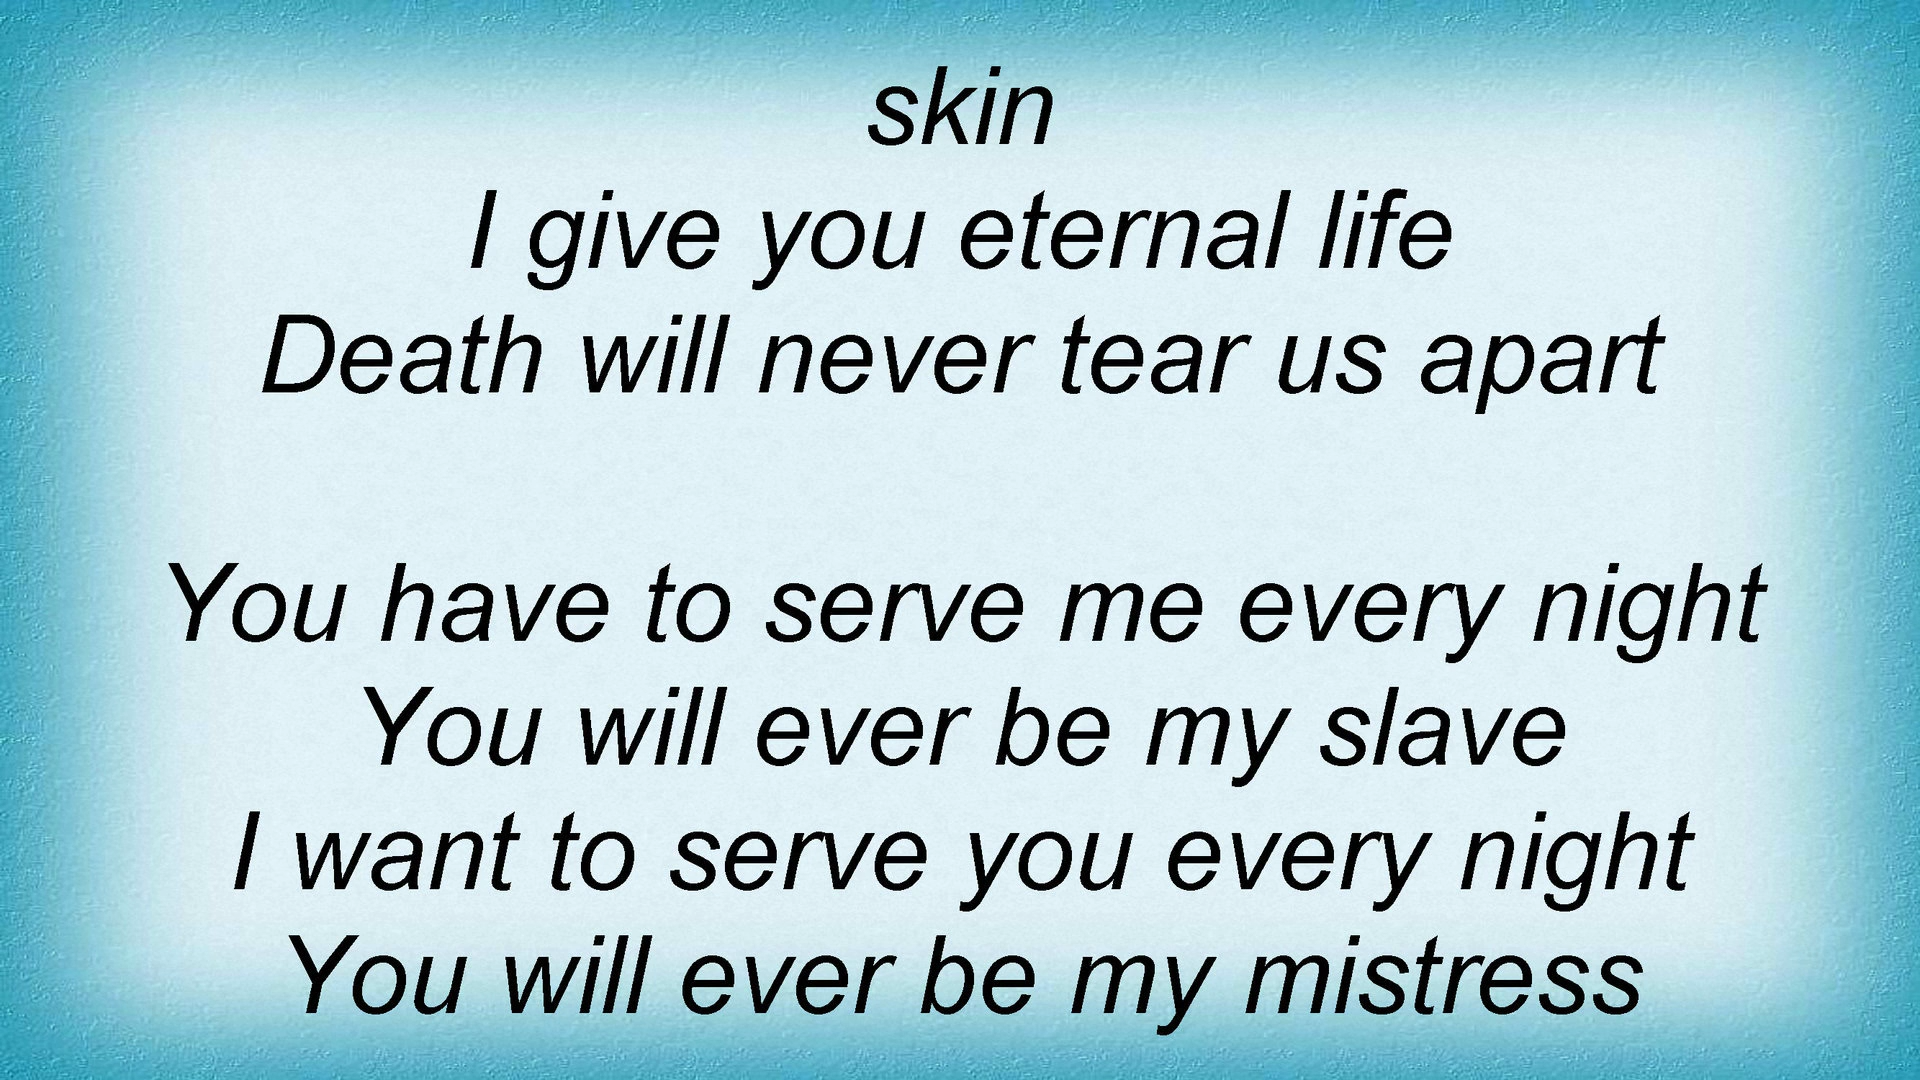 skin
I give you eternal life
Death will never tear us apart
You have to serve me every night
You will ever be my slave
I want to serve you every night
You will ever be my mistress